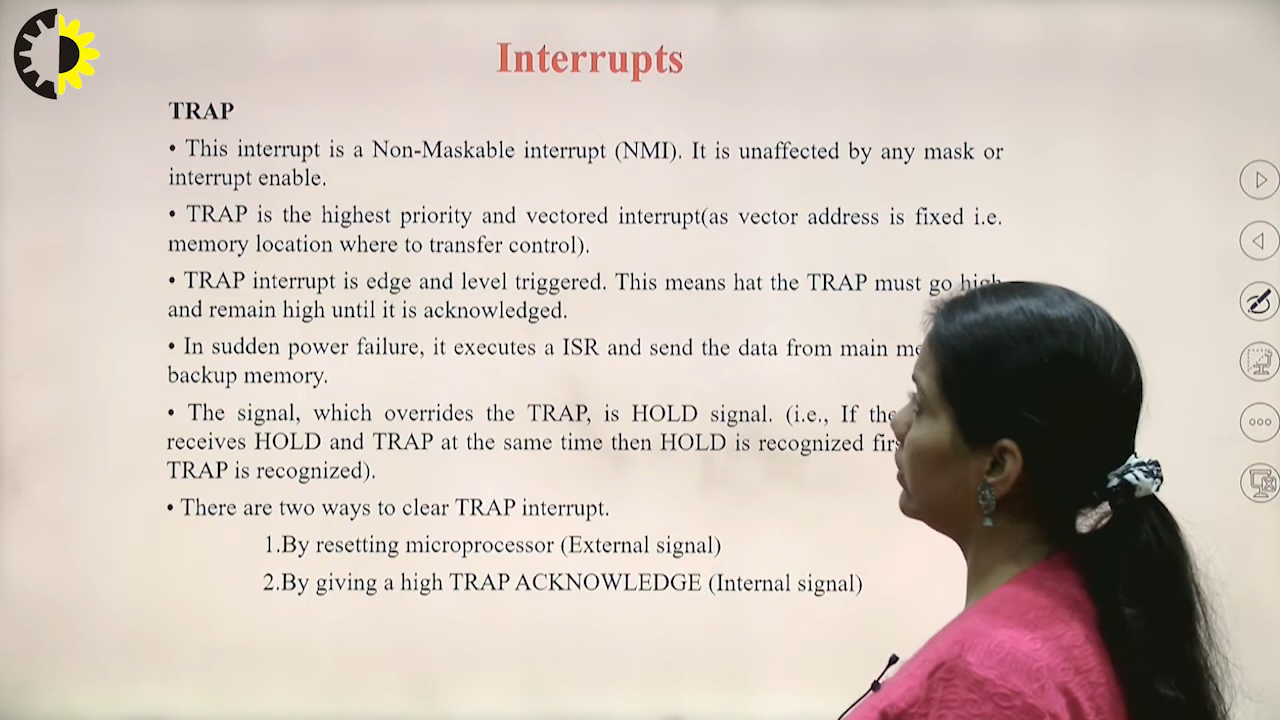 Interrupts
TRAP
• This interrupt is a Non-Maskable interrupt (NMI). It is unaffected by any mask or
interrupt enable.
• TRAP is the highest priority and vectored interrupt(as vector address is fixed i.e.
memory location where to transfer control).
• TRAP interrupt is edge and level triggered. This means hat the TRAP must go high
and remain high until it is acknowledged.
• In sudden power failure, it executes a ISR and send the data from main
backup memory.
• The signal, which overrides the TRAP, is HOLD signal. (i.e., If the
receives HOLD and TRAP at the same time then HOLD is recognized
TRAP is recognized).
• There are two ways to clear TRAP interrupt.
1.By resetting microprocessor (External signal)
2.By giving a high TRAP ACKNOWLEDGE (Internal signal)